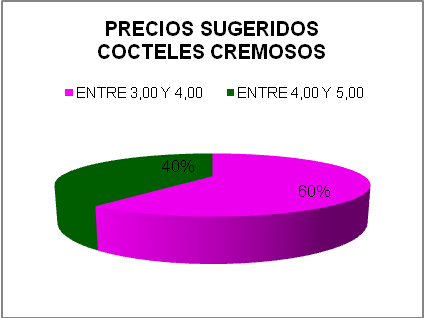 PRECIOS SUGERIDOS
COCTELES CREMOSOS
ENTRE 3,00 Y 4,00 ENTRE 4,00 Y 5,00
40%
60%